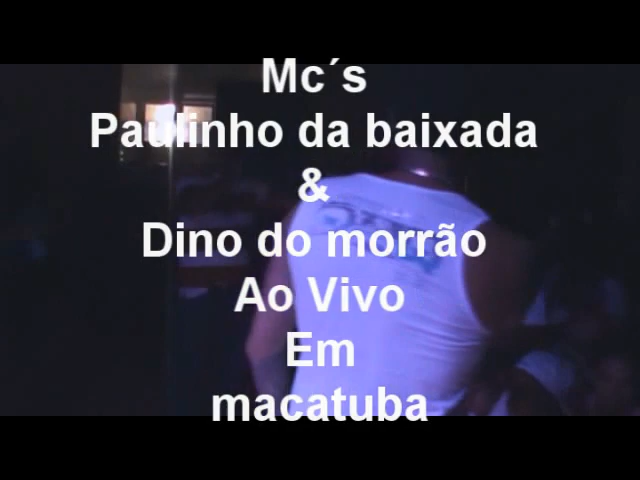 Mc´s
Paulinho da baixada
&
Dino do morrão
Ao Vivo
Em
macatuba